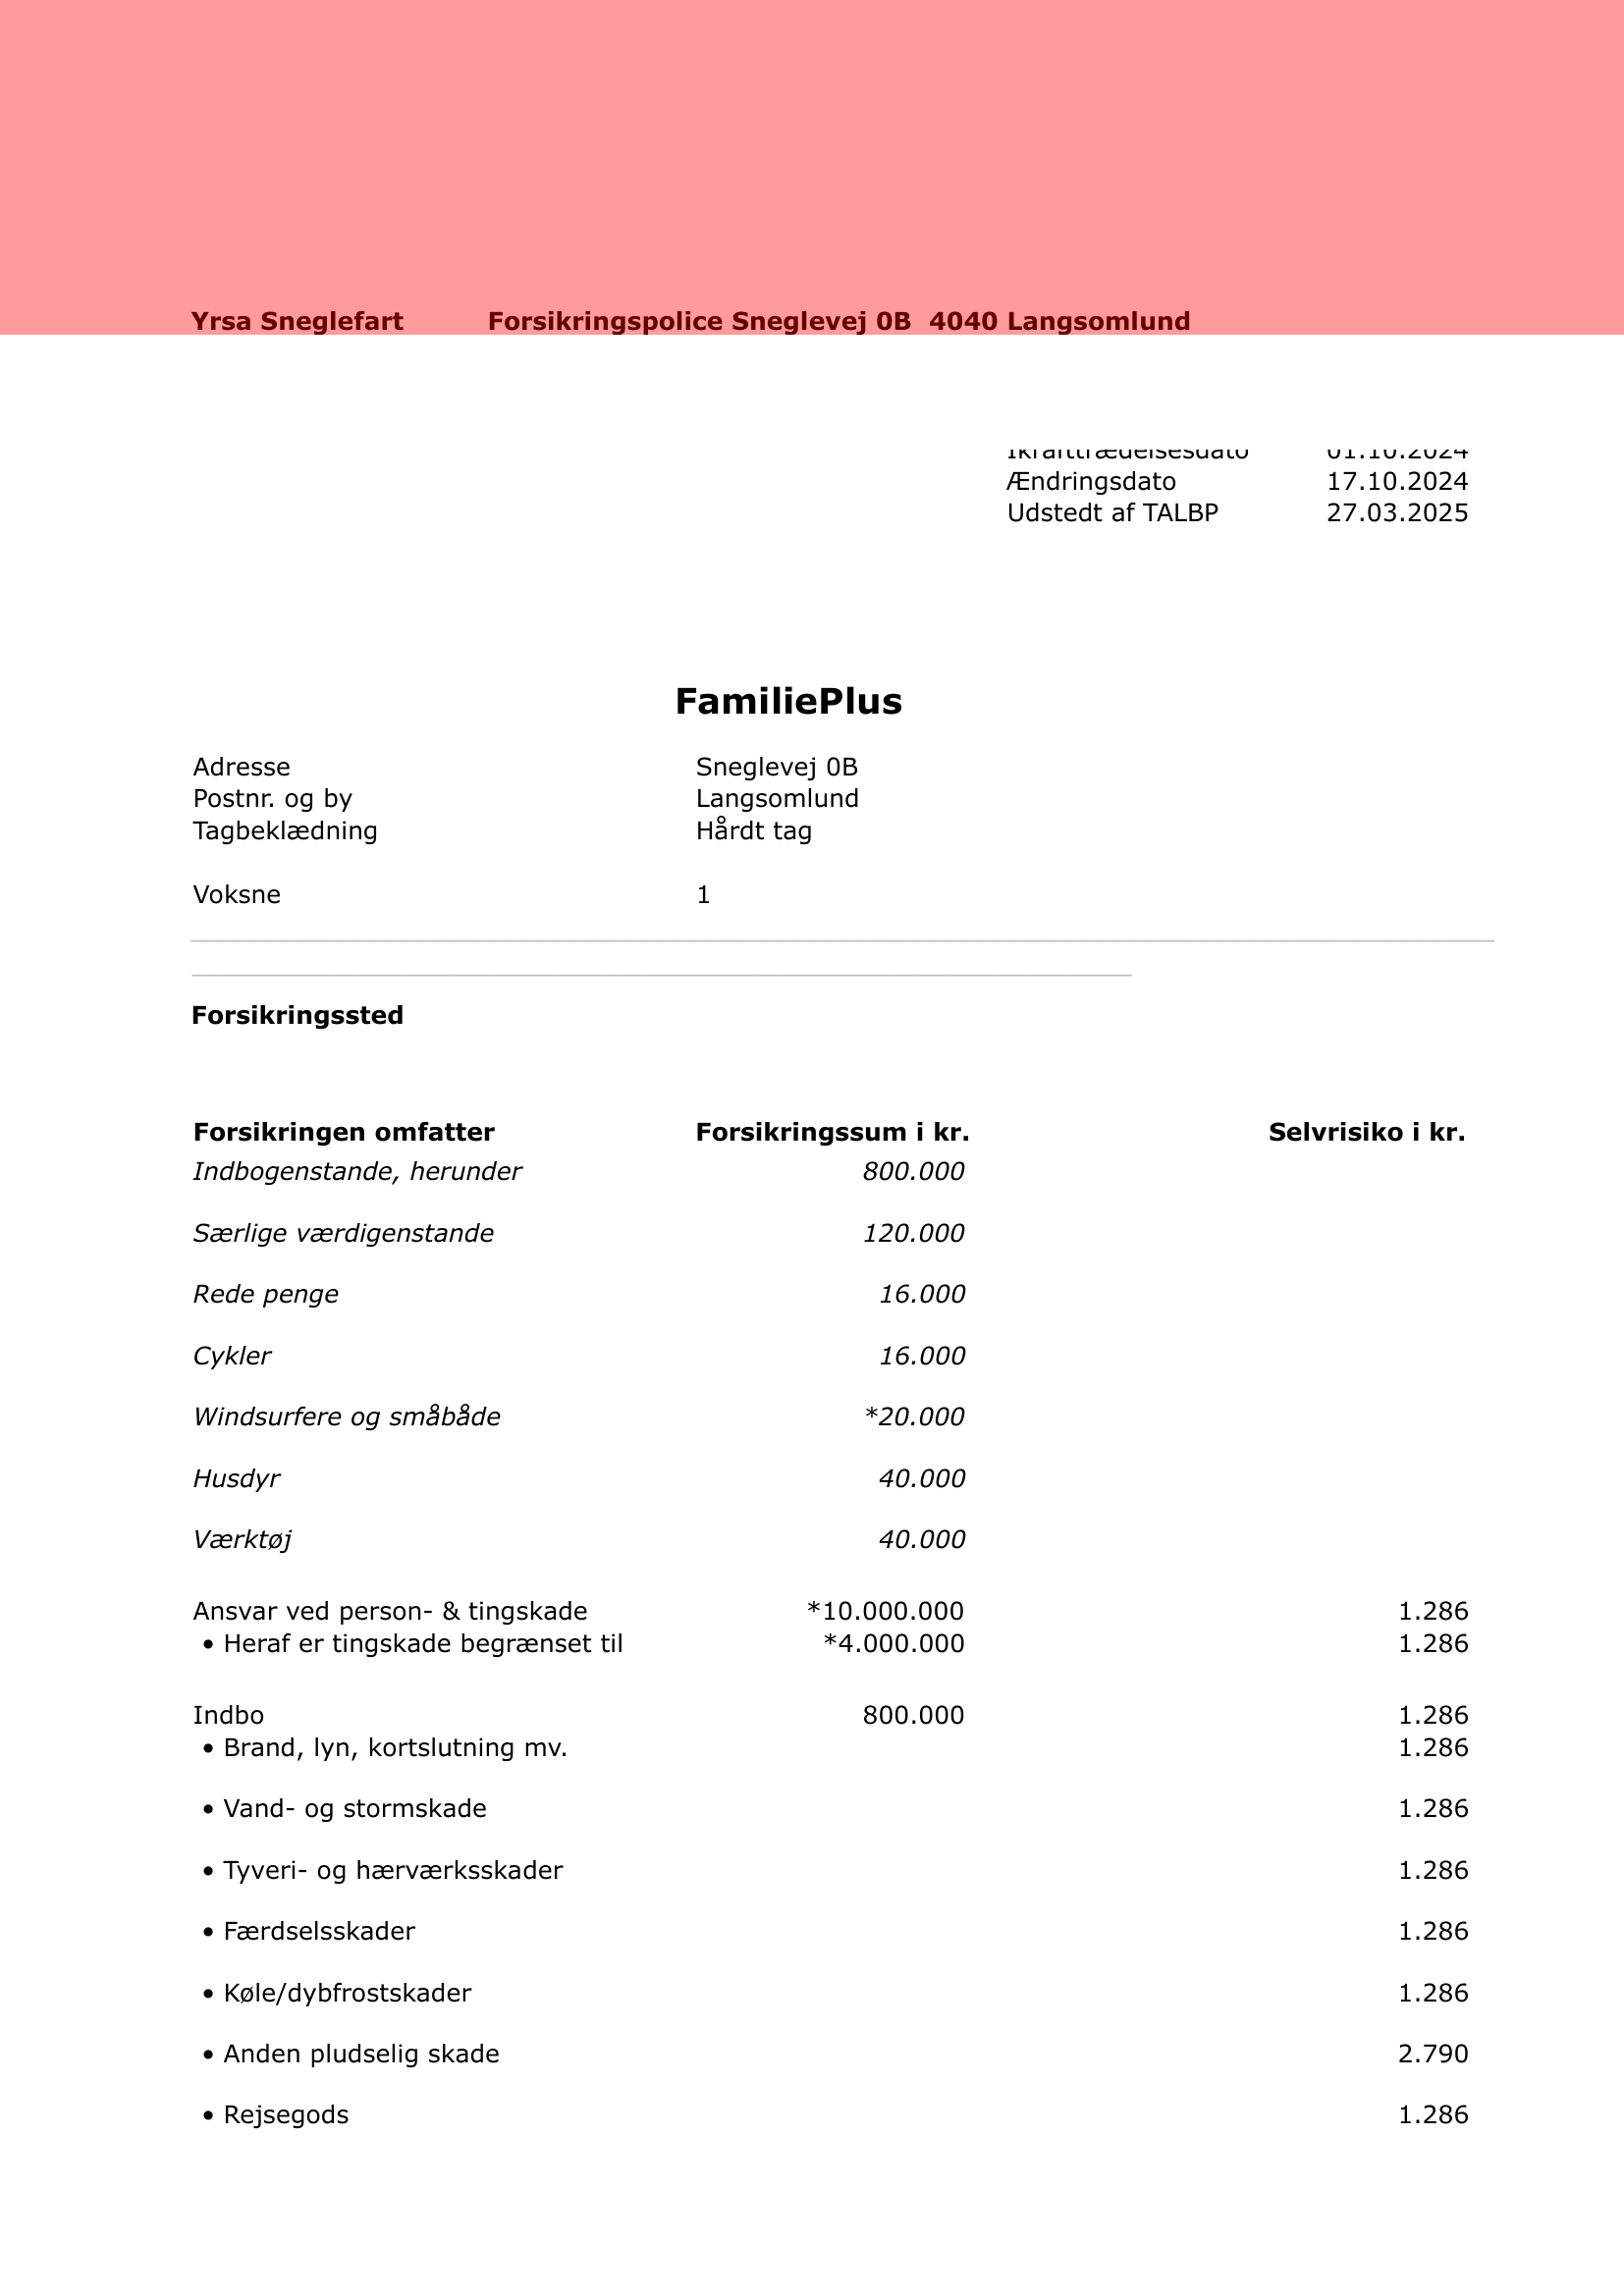 Yrsa Sneglefart Forsikringspolice Sneglevej 0B 4040 Langsomlund
Ikrafttrædelsesdato 01.10.2024
Ændringsdato 17.10.2024
Udstedt af TALBP 27.03.2025
FamiliePlus
Adresse Sneglevej 0B
Postnr. og by Langsomlund
Tagbeklædning Hårdt tag
Voksne 1
Forsikringssted
Forsikringen omfatter Forsikringssum i kr. Selvrisiko i kr.
Indbogenstande, herunder 800.000
Særlige værdigenstande 120.000
Rede penge 16.000
Cykler 16.000
Windsurfere og småbåde *20.000
Husdyr 40.000
Værktøj 40.000
Ansvar ved person- & tingskade *10.000.000 1.286
• Heraf er tingskade begrænset til *4.000.000 1.286
Indbo 800.000 1.286
• Brand, lyn, kortslutning mv. 1.286
• Vand- og stormskade 1.286
• Tyveri- og hærværksskader 1.286
• Færdselsskader 1.286
• Køle/dybfrostskader 1.286
• Anden pludselig skade 2.790
• Rejsegods 1.286